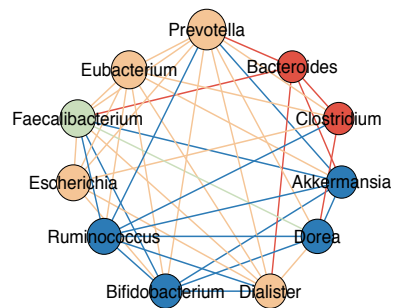 Prevotella
Bacteroides
Eubacterium
Clostridium
Faecalibacterium
Akkermansia
Escherichia
Ruminococcus
Dorea
Bifidobacterium
Dialister